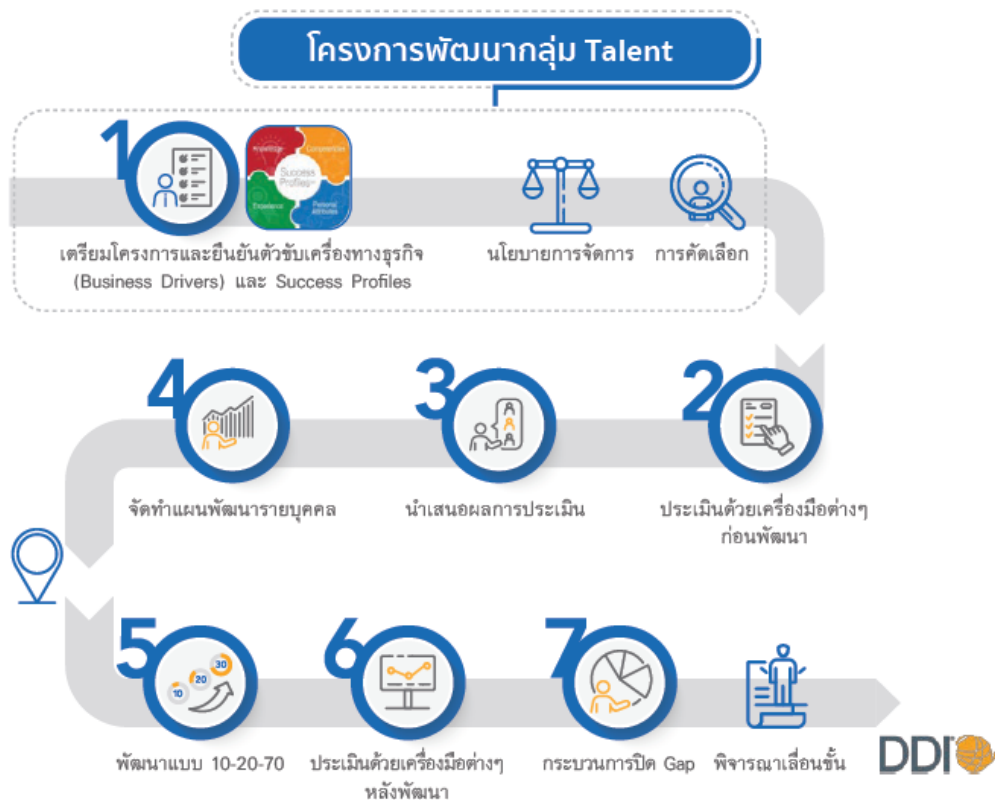 โครงการพัฒนากลุ่ม Talent
1
Knowledge
Competencies
Success
Profiles
Experience
Personal
Attributes
เตรียมโครงการและยืนยันตัวขับเครื่องทางธุรกิจ
(Business Drivers) และ Success Profiles
นโยบายการจัดการ
การคัดเลือก
4
3
2
จัดทำแผนพัฒนารายบุคคล
นำเสนอผลการประเมิน
ประเมินด้วยเครื่องมือต่างๆ
ก่อนพัฒนา
5
10
20
30
6
7
พัฒนาแบบ 10-20-70
ประเมินด้วยเครื่องมือต่างๆ
หลังพัฒนา
กระบวนการปิด Gap
พิจารณาเลื่อนขั้น
DDI